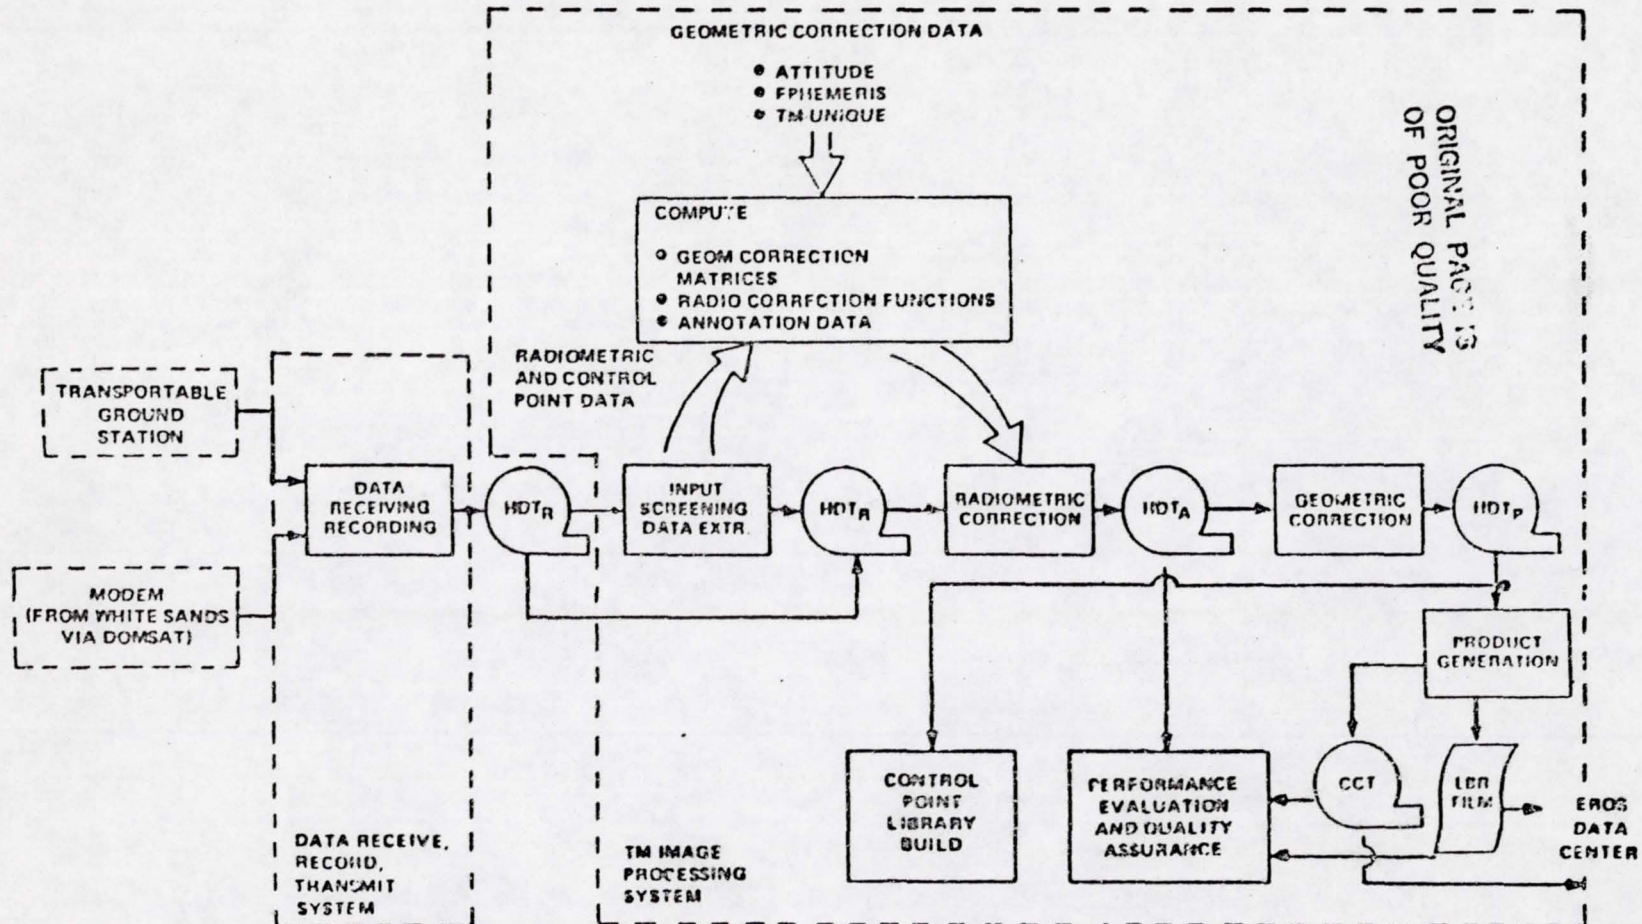 GEOMETRIC CORRECTION DATA
• ATTITUDE
• EPHEMERIS
• TM-UNIQUE
ORIGINAL PAGE IS
OF POOR QUALITY
COMPUTE
• GEOM CORRECTION
MATRICES
• RADIO CORRECTION FUNCTIONS
• ANNOTATION DATA
RADIOMETRIC
AND CONTROL
POINT DATA
TRANSPORTABLE
GROUND
STATION
DATA
RECEIVING
RECORDING
HDTR
INPUT
SCREENING
DATA EXTR.
HDTR
RADIOMETRIC
CORRECTION
HDTA
GEOMETRIC
CORRECTION
HDTP
MODEM
(FROM WHITE SANDS
VIA DOMSAT)
PRODUCT
GENERATION
CONTROL
POINT
LIBRARY
BUILD
PERFORMANCE
EVALUATION
AND QUALITY
ASSURANCE
CCT
LBR
FILM
EROS
DATA
CENTER
DATA RECEIVE,
RECORD,
TRANSMIT
SYSTEM
TM IMAGE
PROCESSING
SYSTEM